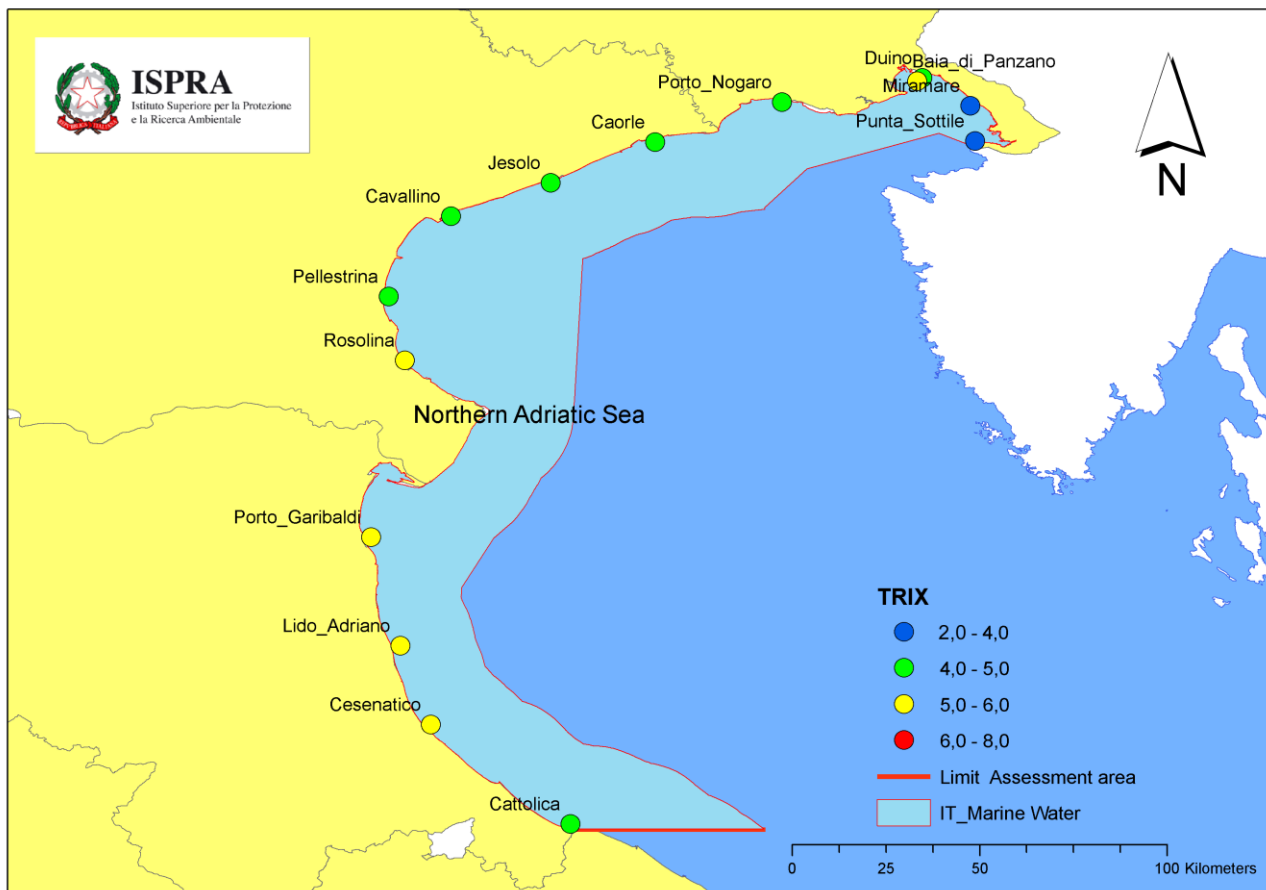 ISPRA
Istituto Superiore per la Protezione
e la Ricerca Ambientale
Duino
Baia_di_Panzano
Porto_Nogaro
Miramare
Caorle
Punta_Sottile
Jesolo
N
Cavallino
Pellestrina
Rosolina
Northern Adriatic Sea
Porto_Garibaldi
Lido_Adriano
Cesenatico
Cattolica
TRIX
2,0 - 4,0
4,0 - 5,0
5,0 - 6,0
6,0 - 8,0
Limit Assessment area
IT_Marine Water
0 25 50 100 Kilometers